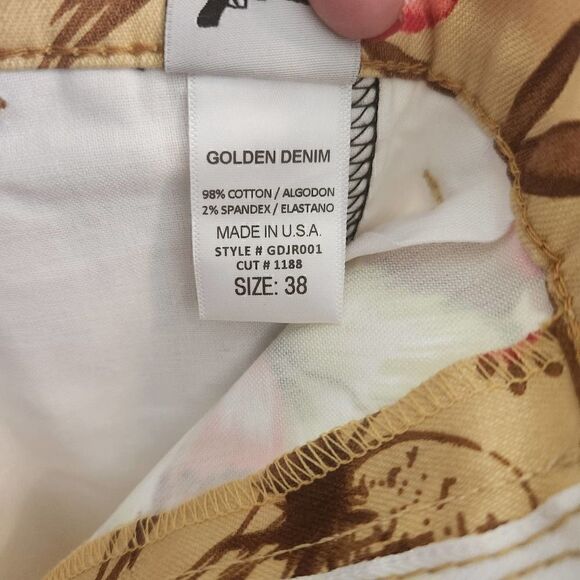 GOLDEN DENIM
98% COTTON / ALGODON
2% SPANDEX / ELASTANO
MADE IN U.S.A.
STYLE # GDJR001
CUT # 1188
SIZE: 38